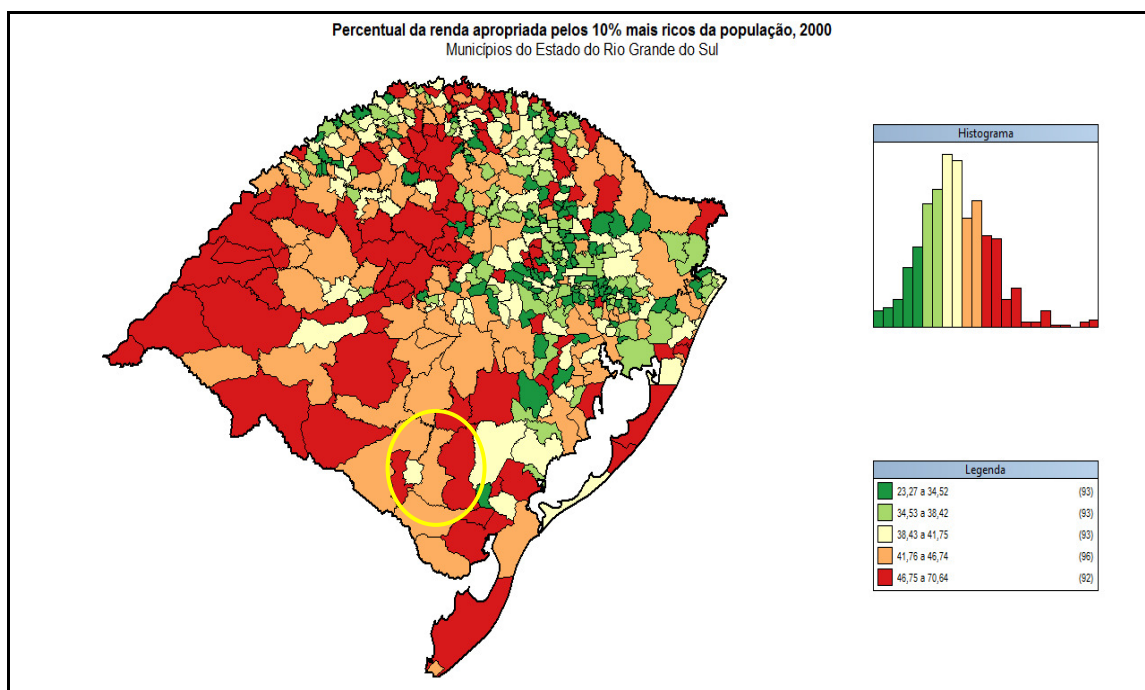 Percentual da renda apropriada pelos 10% mais ricos da população, 2000
Municípios do Estado do Rio Grande do Sul
Histograma
Legenda
23,27 a 34,52 (93)
34,53 a 38,42 (93)
38,43 a 41,75 (93)
41,76 a 46,74 (96)
46,75 a 70,64 (92)